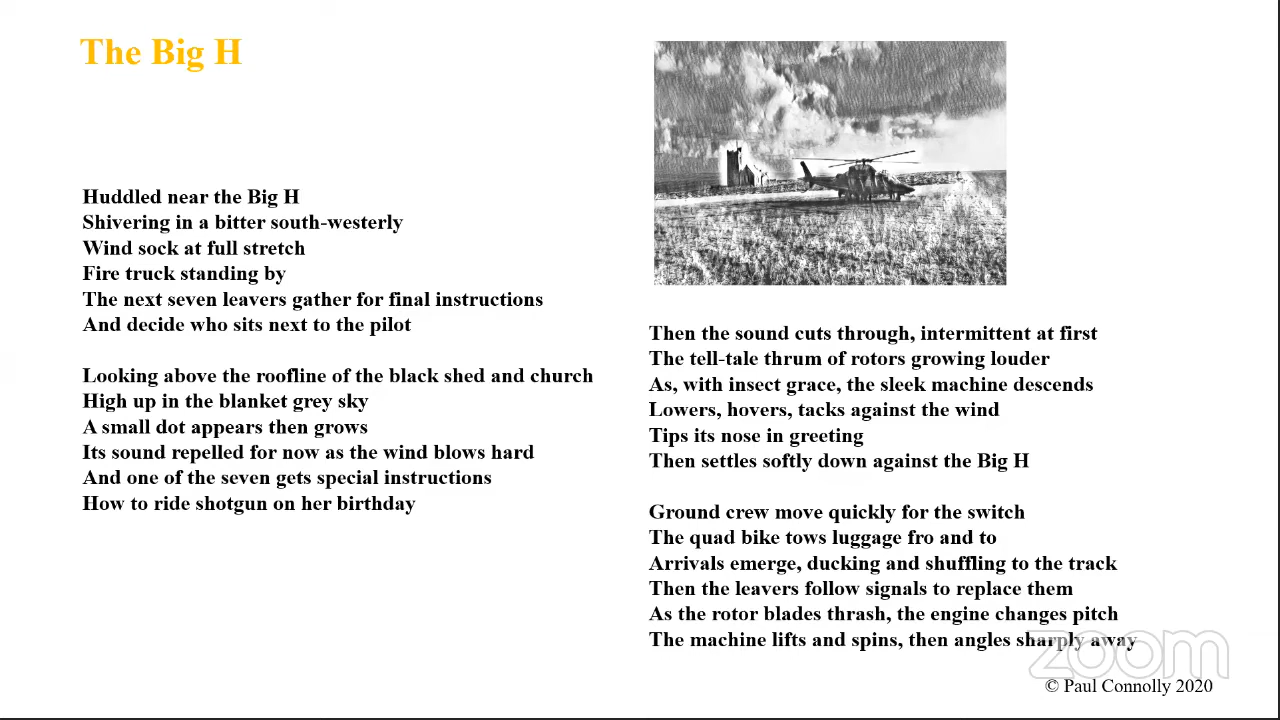 The Big H
Huddled near the Big H
Shivering in a bitter south-westerly
Wind sock at full stretch
Fire truck standing by
The next seven leavers gather for final instructions
And decide who sits next to the pilot
Looking above the roofline of the black shed and church
High up in the blanket grey sky
A small dot appears then grows
Its sound repelled for now as the wind blows hard
And one of the seven gets special instructions
How to ride shotgun on her birthday
Then the sound cuts through, intermittent at first
The tell-tale thrum of rotors growing louder
As, with insect grace, the sleek machine descends
Lowers, hovers, tacks against the wind
Tips its nose in greeting
Then settles softly down against the Big H
Ground crew move quickly for the switch
The quad bike tows luggage fro and to
Arrivals emerge, ducking and shuffling to the track
Then the leavers follow signals to replace them
As the rotor blades thrash, the engine changes pitch
The machine lifts and spins, then angles sharply away
zoom
© Paul Connolly 2020